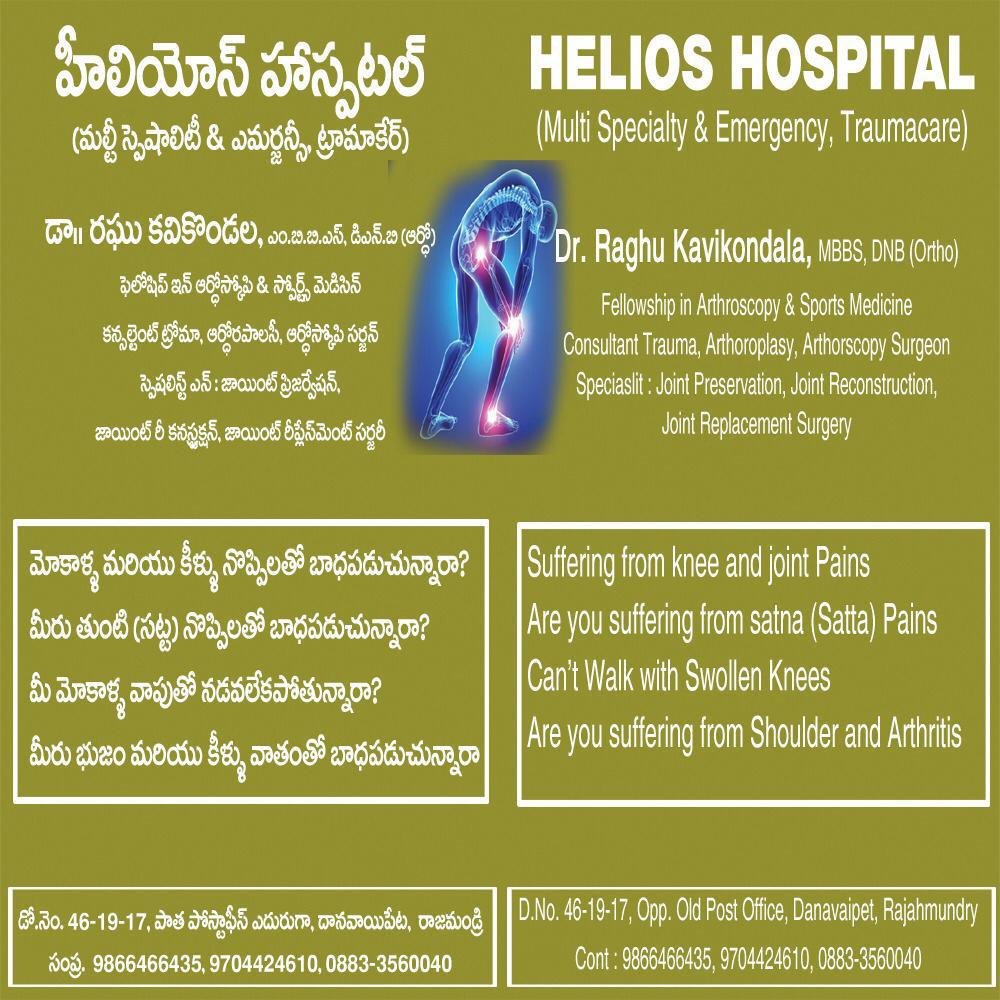 హీలియోస్ హాస్పటల్
(మల్టీ స్పెషాలిటీ & ఎమర్జన్సీ, ట్రామాకేర్)
డా॥ రఘు కవికొండల, ఎం.బి.బి.ఎస్, డిఎన్.బి (ఆర్థో)
ఫెలోషిప్ ఇన్ ఆర్థోస్కోపి & స్పోర్ట్స్ మెడిసిన్
కన్సల్టెంట్ ట్రోమా, ఆర్థోరపాలసీ, ఆర్థోస్కోపి సర్జన్
స్పెషలిస్ట్ ఎన్ : జాయింట్ ప్రిజర్వేషన్,
జాయింట్ రీ కనస్ట్రక్షన్, జాయింట్ రీప్లేస్‌మెంట్ సర్జరీ
HELIOS HOSPITAL
(Multi Specialty & Emergency, Traumacare)
Dr. Raghu Kavikondala, MBBS, DNB (Ortho)
Fellowship in Arthroscopy & Sports Medicine
Consultant Trauma, Arthoroplasy, Arthorscopy Surgeon
Speciaslit : Joint Preservation, Joint Reconstruction,
Joint Replacement Surgery
మోకాళ్ళ మరియు కీళ్ళు నొప్పిలతో బాధపడుచున్నారా?
మీరు తుంటి (సట్ట) నొప్పిలతో బాధపడుచున్నారా?
మీ మోకాళ్ళ వాపుతో నడవలేకపోతున్నారా?
మీరు భుజం మరియు కీళ్ళు వాతంతో బాధపడుచున్నారా
Suffering from knee and joint Pains
Are you suffering from satna (Satta) Pains
Can't Walk with Swollen Knees
Are you suffering from Shoulder and Arthritis
డో.నెం. 46-19-17, పాత పోస్టాఫీస్ ఎదురుగా, దానవాయిపేట, రాజమండ్రి
సంప్ర. 9866466435, 9704424610, 0883-3560040
D.No. 46-19-17, Opp. Old Post Office, Danavaipet, Rajahmundry
Cont : 9866466435, 9704424610, 0883-3560040